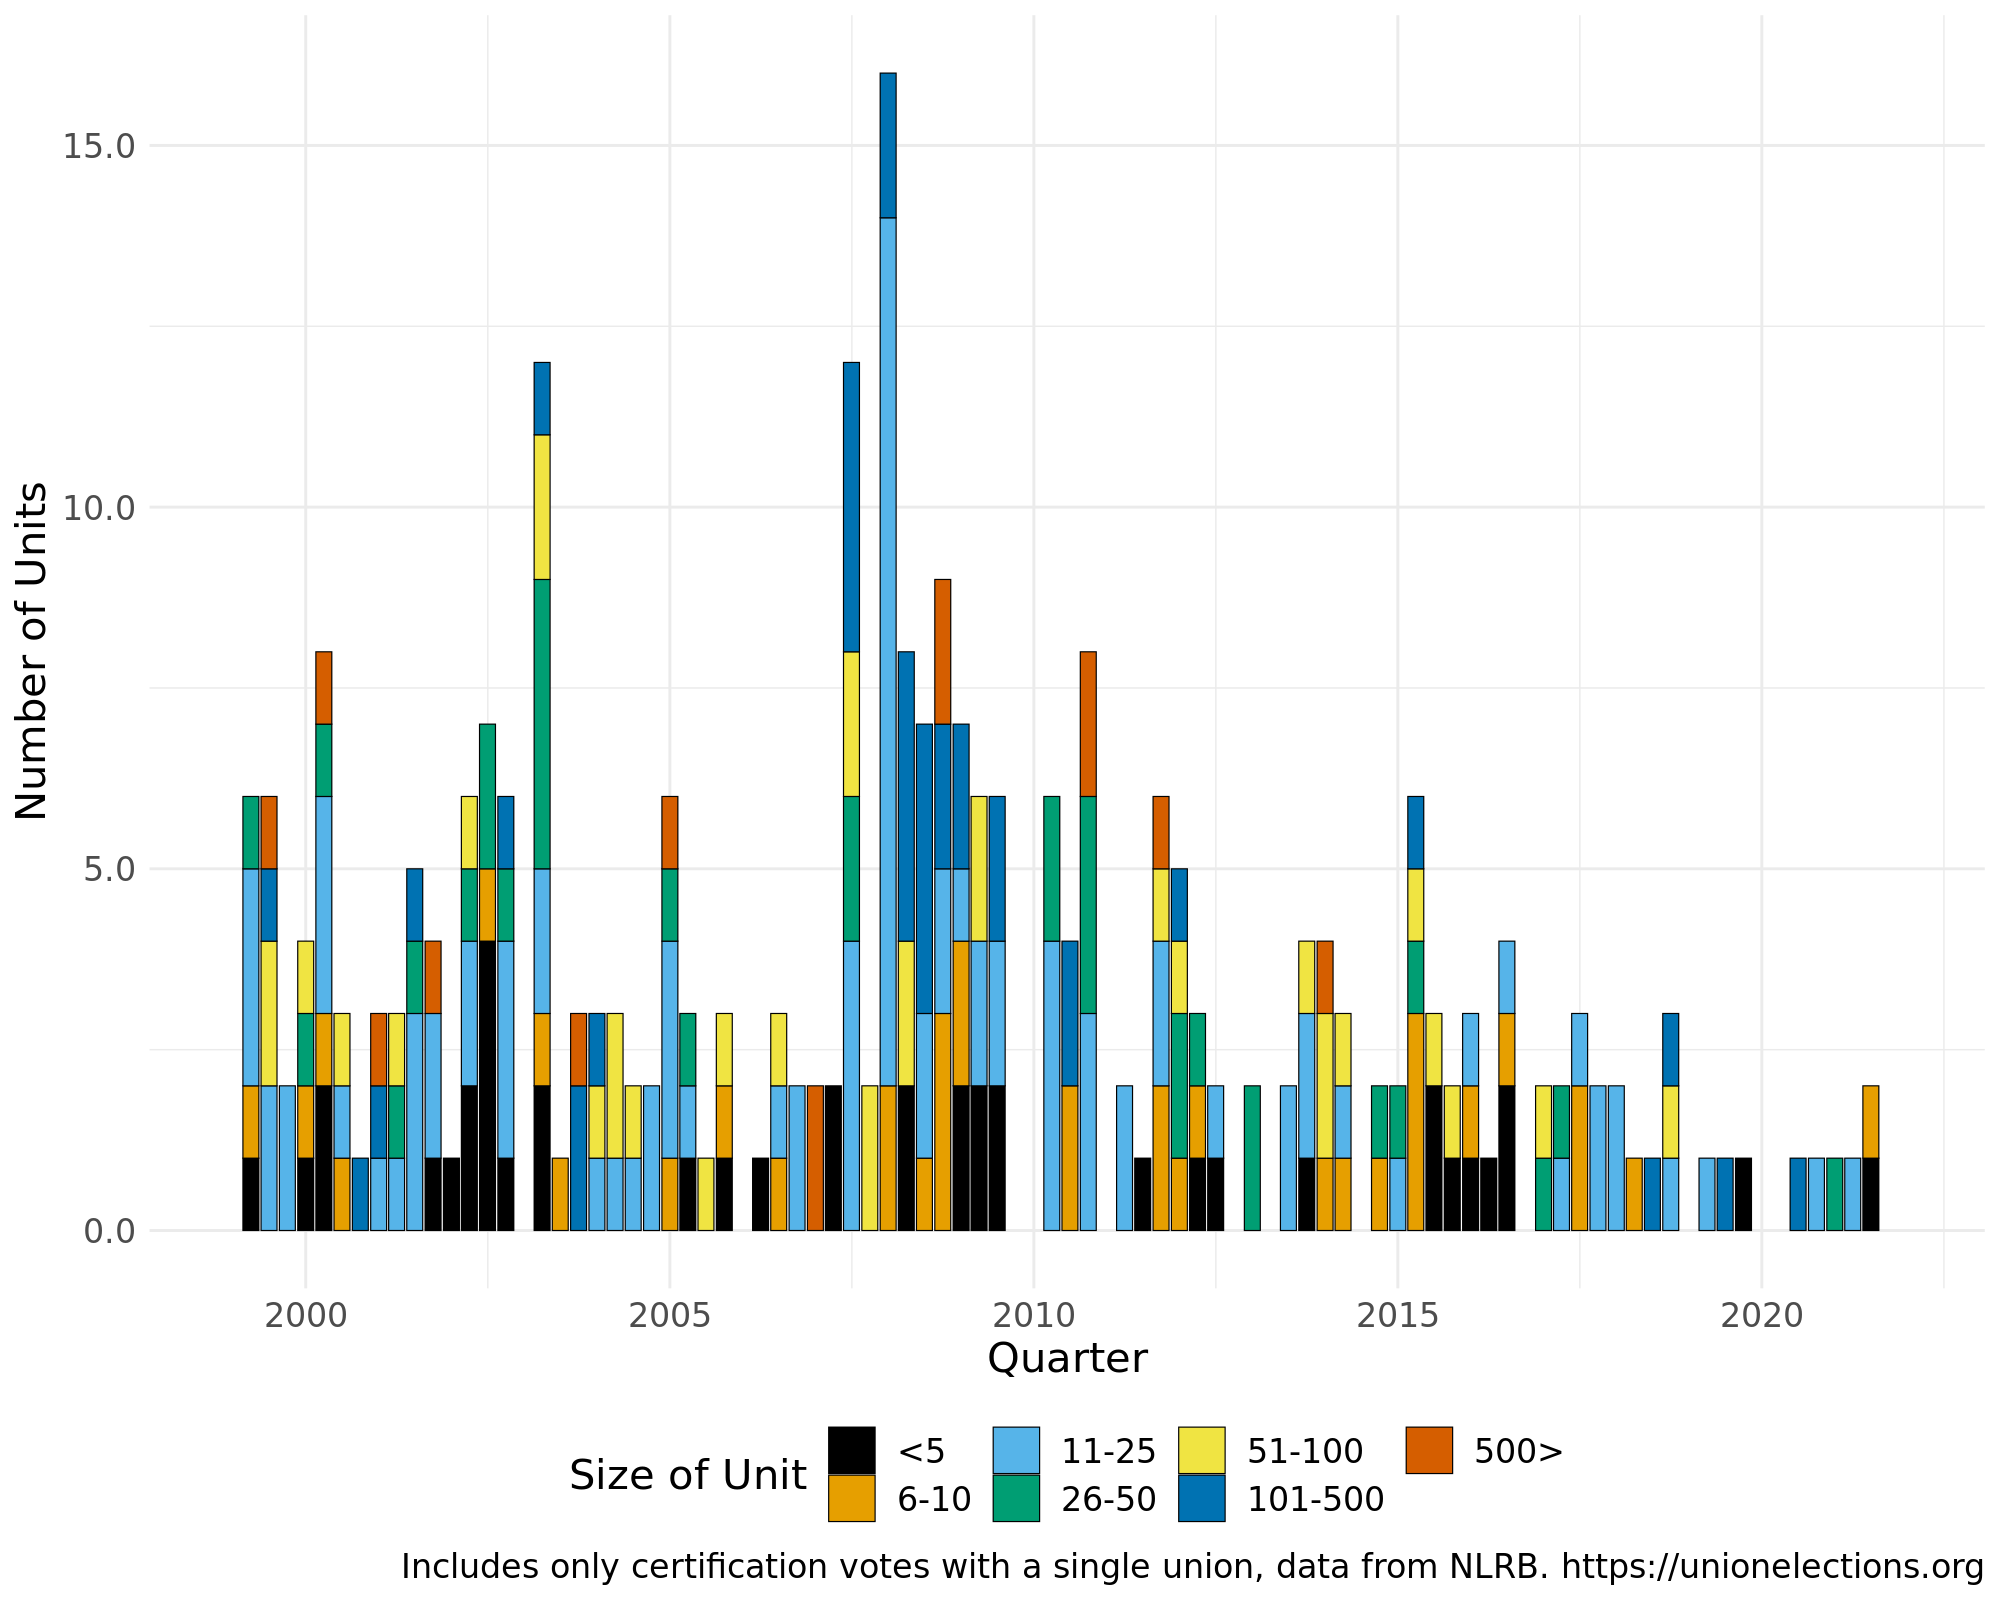 15.0
10.0
5.0
0.0
Number of Units
2000 2005 2010 2015 2020
Quarter
Size of Unit
<5 11-25 51-100 500>
6-10 26-50 101-500
Includes only certification votes with a single union, data from NLRB. https://unionelections.org